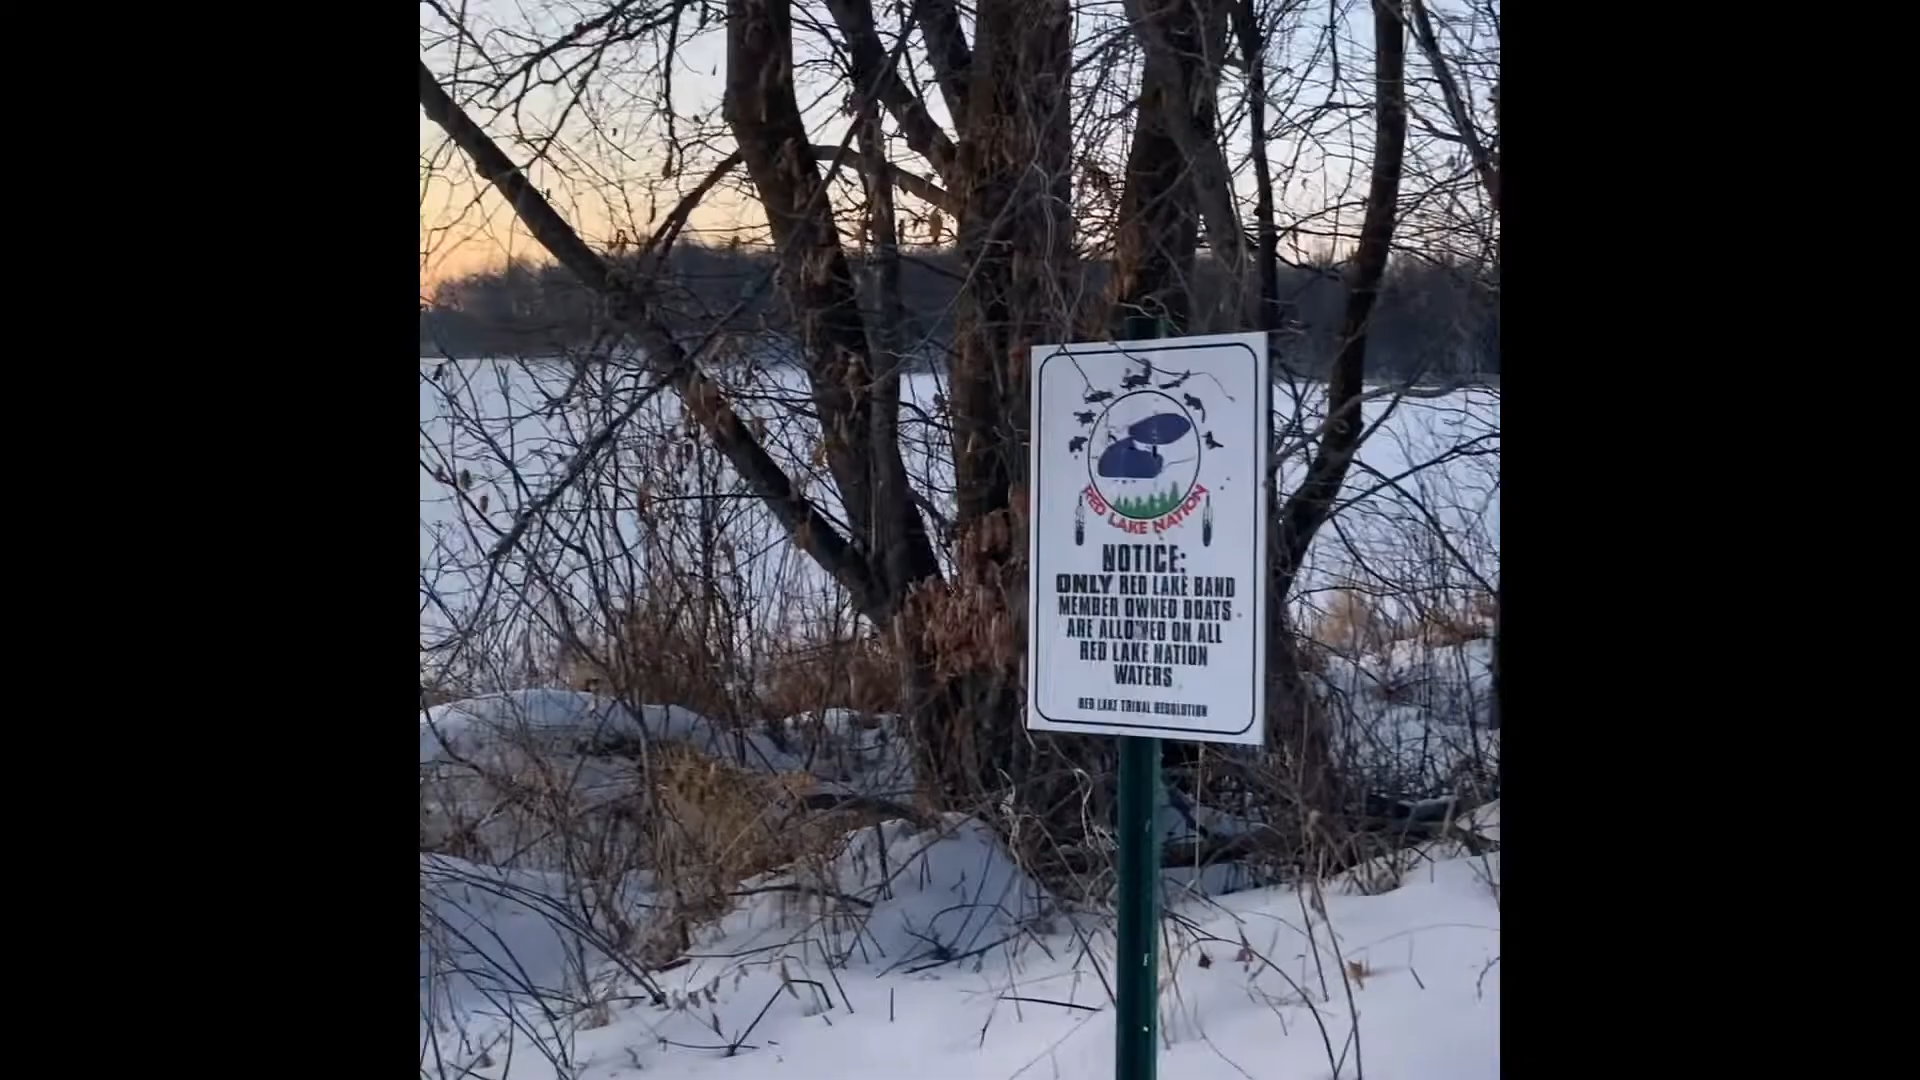 RED LAKE NATION
NOTICE:
ONLY RED LAKE BAND
MEMBER OWNED BOATS
ARE ALLOWED ON ALL
RED LAKE NATION
WATERS
RED LAKE TRIBAL RESOLUTION